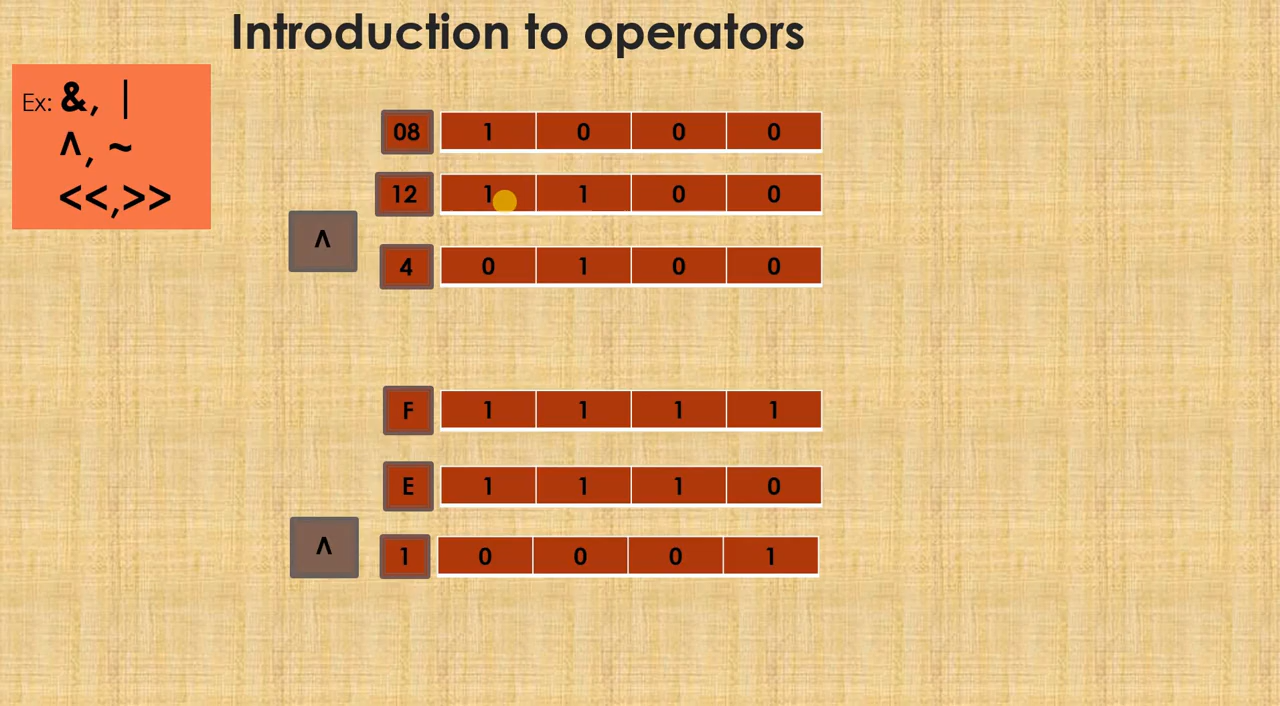 Introduction to operators
Ex: &, |
^, ~
<<,>>
08 1 0 0 0
12 1 1 0 0
^
4 0 1 0 0
F 1 1 1 1
E 1 1 1 0
^
1 0 0 0 1